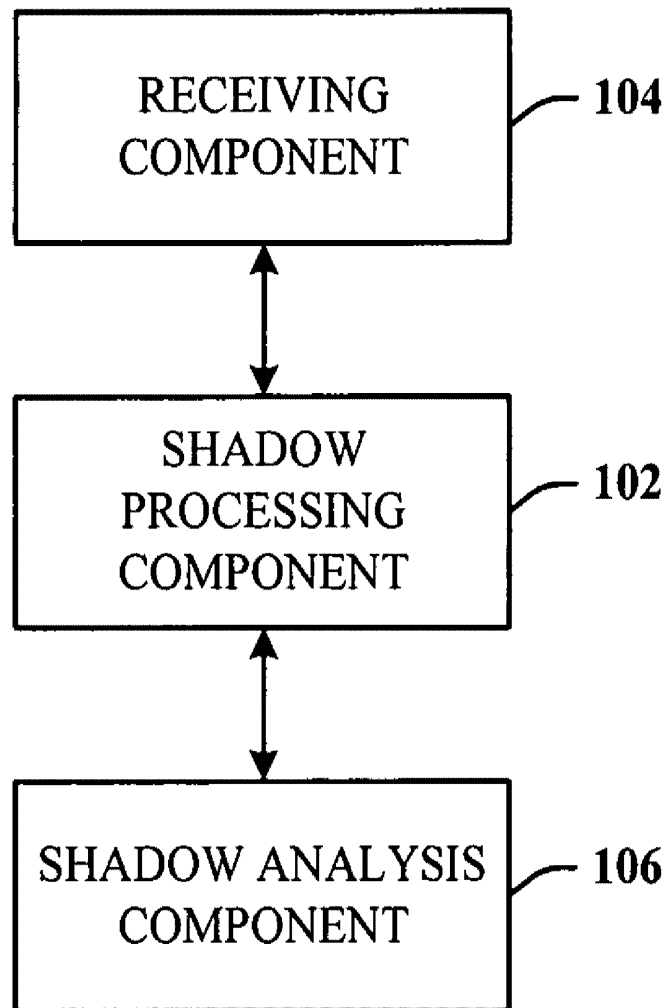 RECEIVING
COMPONENT
104
SHADOW
PROCESSING
COMPONENT
102
SHADOW ANALYSIS
COMPONENT
106